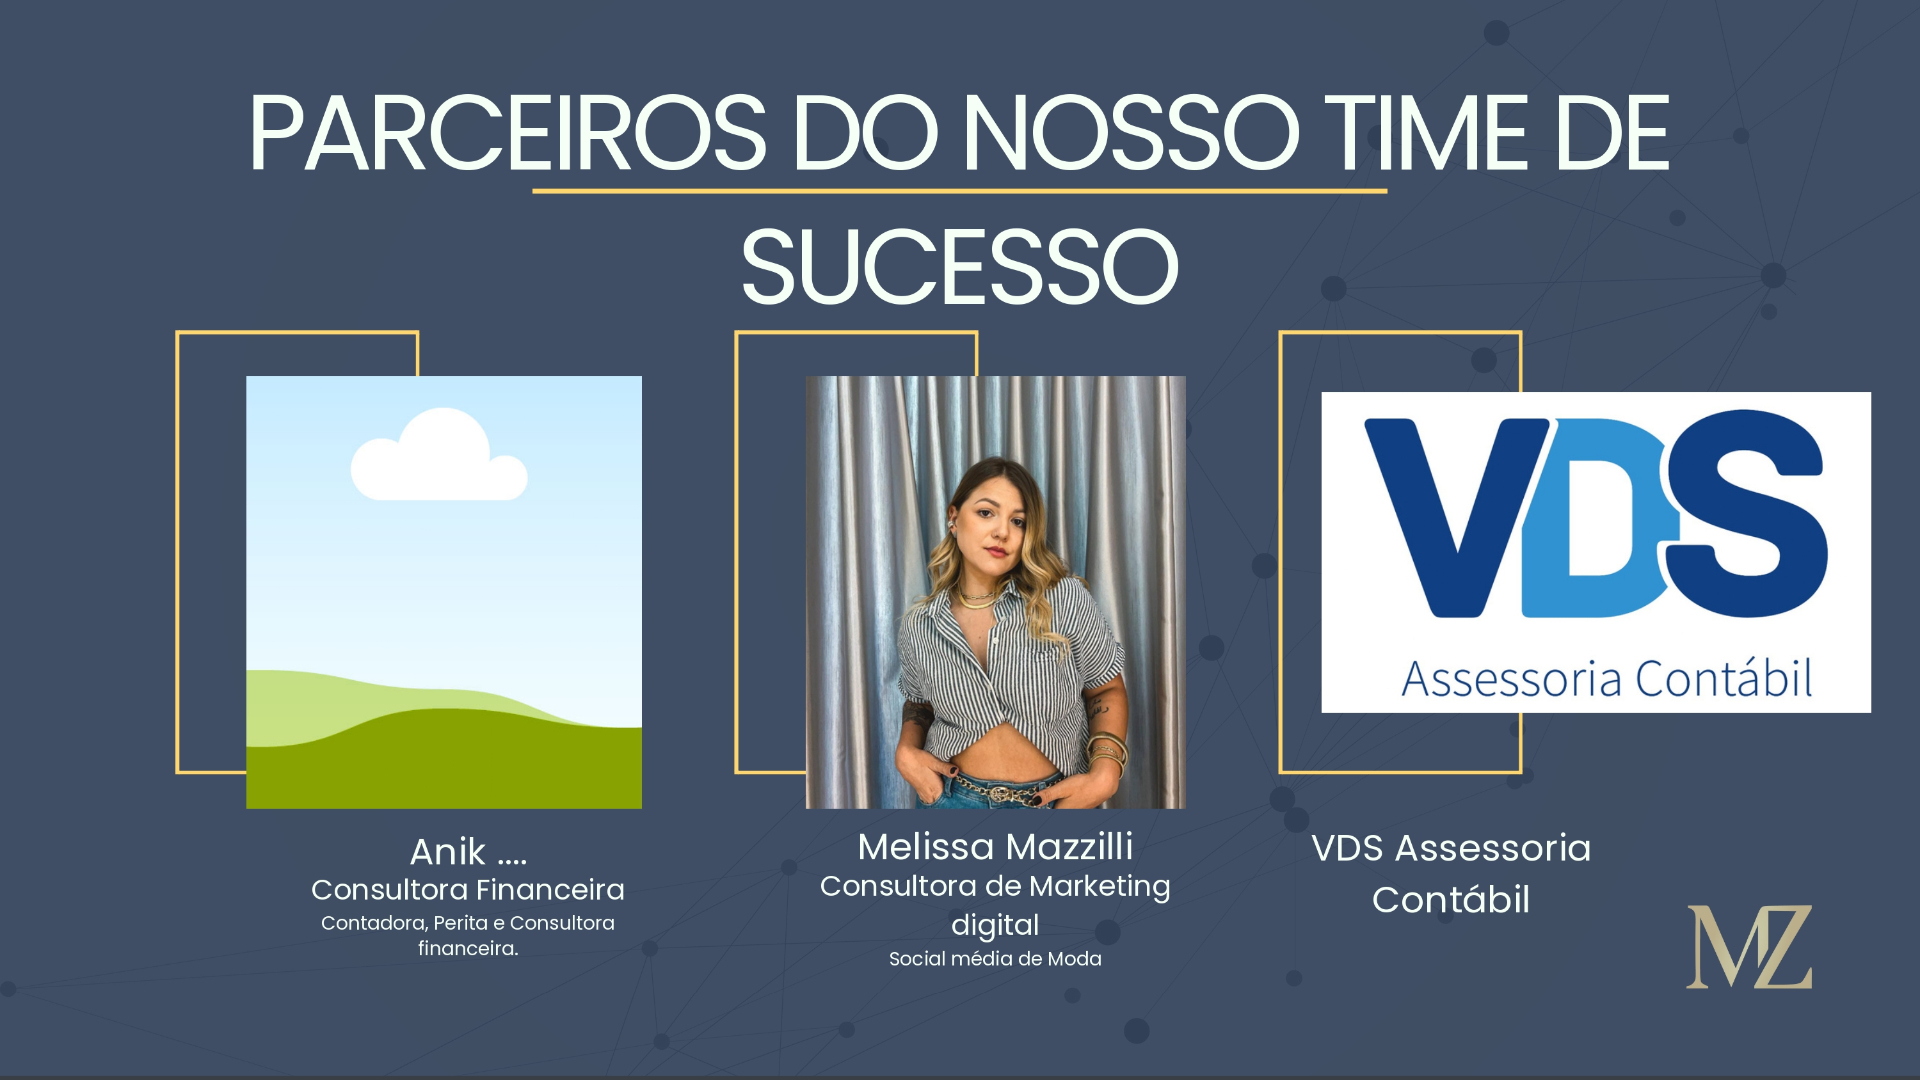 PARCEIROS DO NOSSO TIME DE
SUCESSO
VDS
Assessoria Contábil
Anik ....
Consultora Financeira
Contadora, Perita e Consultora
financeira.
Melissa Mazzilli
Consultora de Marketing
digital
Social média de Moda
VDS Assessoria
Contábil
MZ